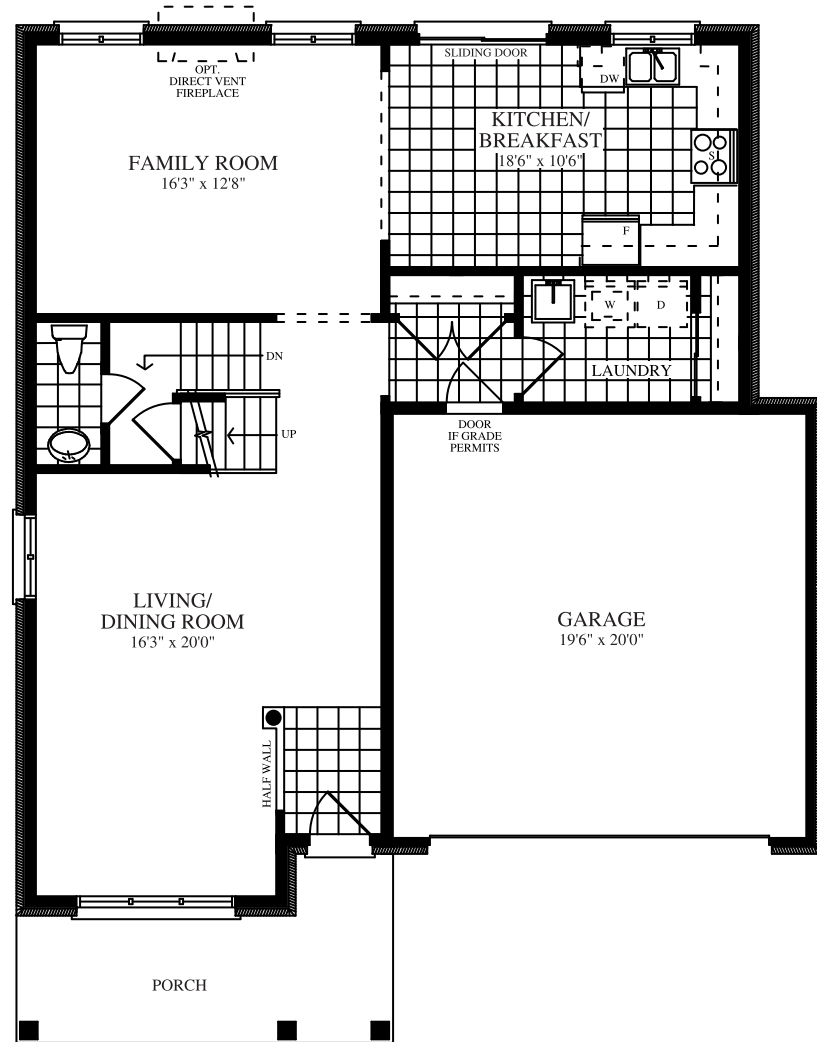 OPT.
DIRECT VENT
FIREPLACE
SLIDING DOOR
DW
KITCHEN/
BREAKFAST
18'6" x 10'6"
S
F
FAMILY ROOM
16'3" x 12'8"
W
D
LAUNDRY
DN
UP
DOOR
IF GRADE
PERMITS
LIVING/
DINING ROOM
16'3" x 20'0"
GARAGE
19'6" x 20'0"
HALF WALL
PORCH